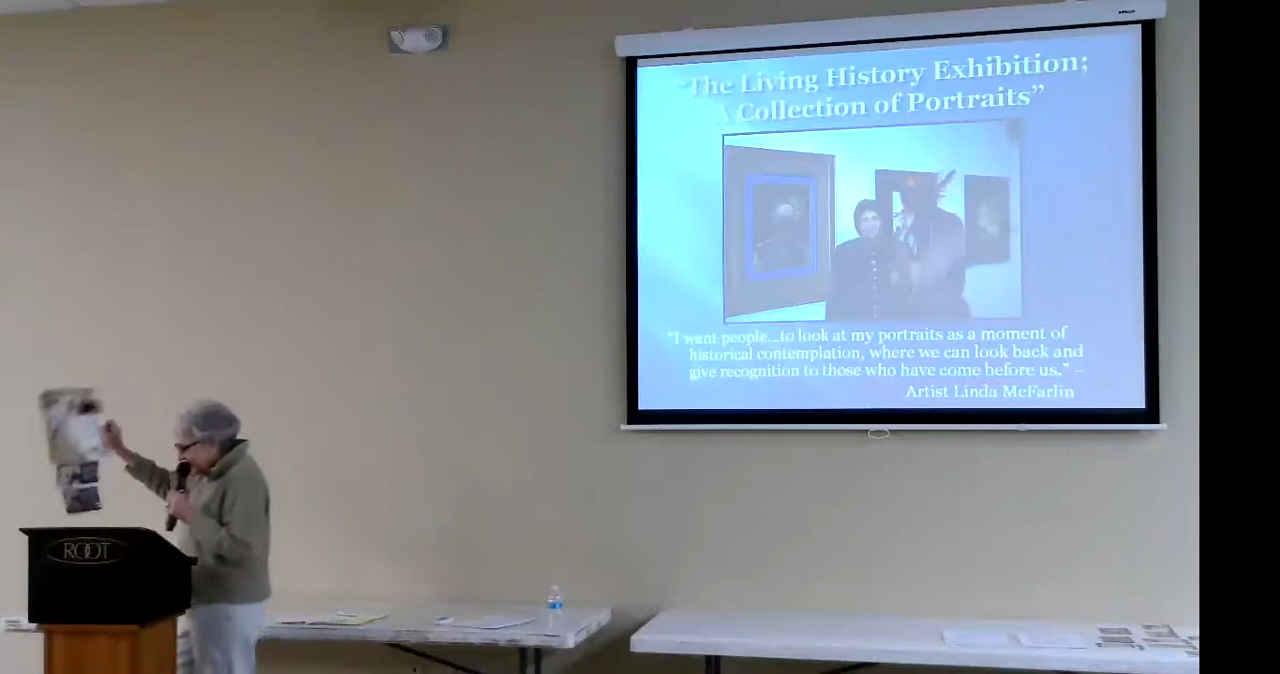 "The Living History Exhibition;
A Collection of Portraits"
"I want people...to look at my portraits as a moment of
historical contemplation, where we can look back and
give recognition to those who have come before us." –
Artist Linda McFarlin
ROOT